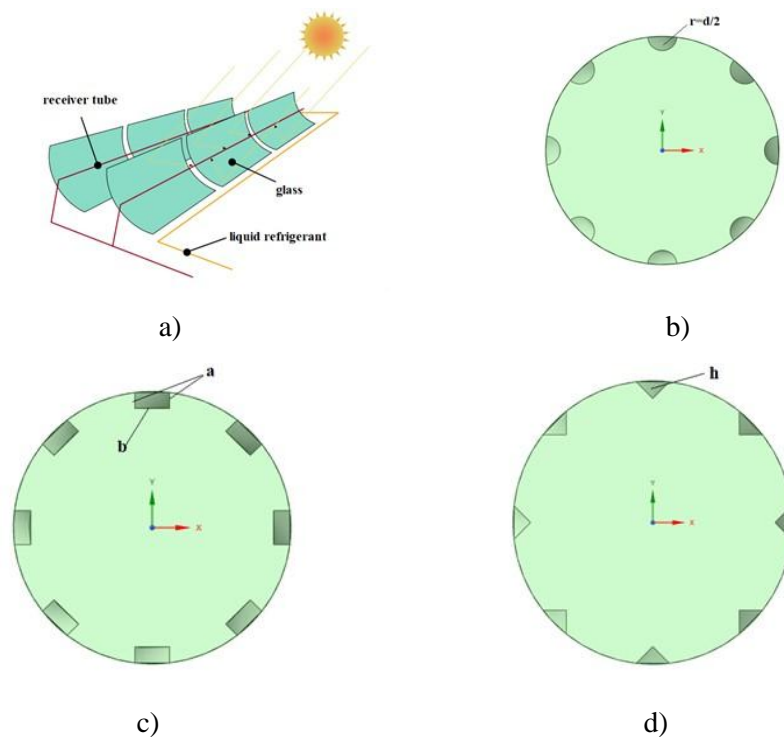 r=d/2
receiver tube
Y
X
glass
liquid refrigerant
a)
b)
a
b
Y
X
h
Y
X
c)
d)